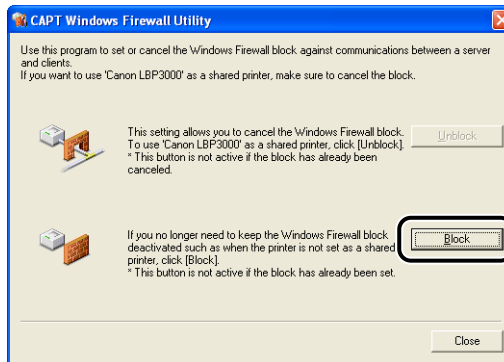 CAPT Windows Firewall Utility
Use this program to set or cancel the Windows Firewall block against communications between a server
and clients.
If you want to use 'Canon LBP3000' as a shared printer, make sure to cancel the block.
This setting allows you to cancel the Windows Firewall block.
To use 'Canon LBP3000' as a shared printer, click [Unblock].
* This button is not active if the block has already been
canceled.
Unblock
If you no longer need to keep the Windows Firewall block
deactivated such as when the printer is not set as a shared
printer, click [Block].
* This button is not active if the block has already been set.
Block
Close